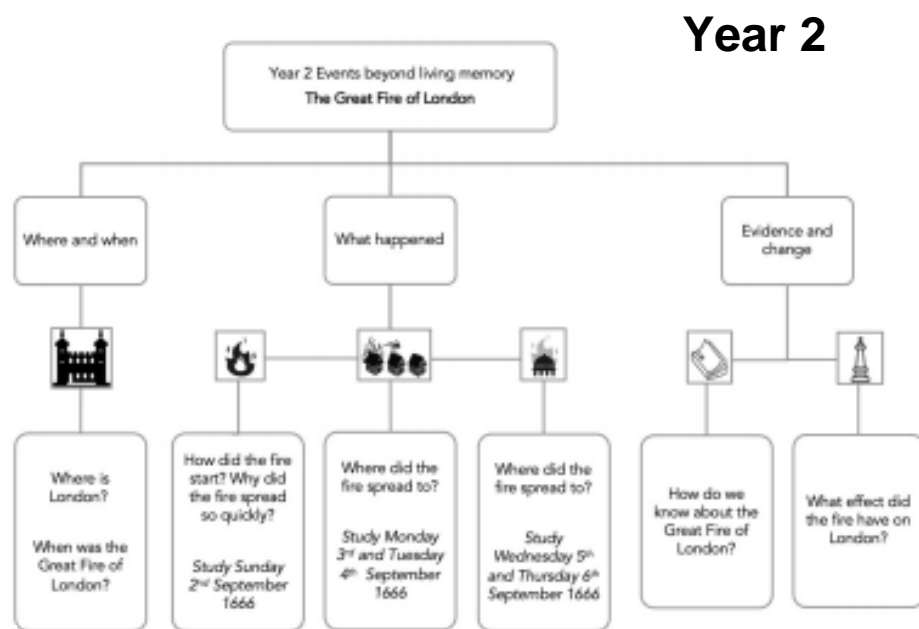 Year 2
Year 2 Events beyond living memory
The Great Fire of London
Where and when
What happened
Evidence and
change
Where is
London?
When was the
Great Fire of
London?
How did the fire
start? Why did
the fire spread
so quickly?
Study Sunday
2nd September
1666
Where did the
fire spread to?
Study Monday
3rd and Tuesday
4th September
1666
Where did the
fire spread to?
Study
Wednesday 5th
and Thursday 6th
September 1666
How do we
know about the
Great Fire of
London?
What effect did
the fire have on
London?